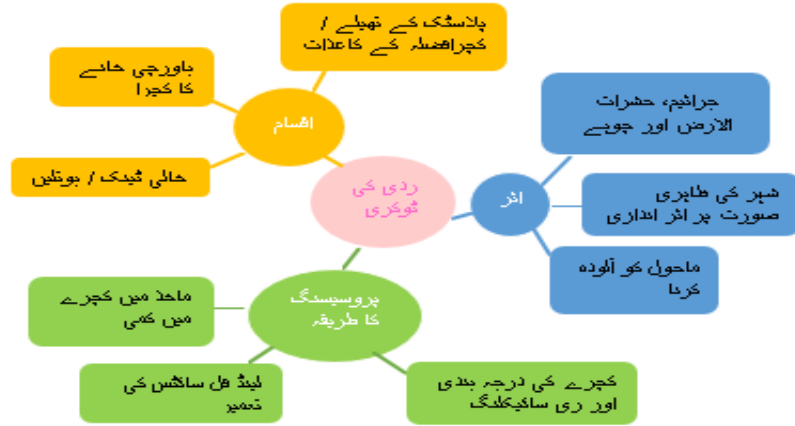 پلاسٹک کے تھیلے /
کچرافضلہ کے کاغذات
باورچی خانے
کا کچرا
اقسام
خالی ٹینک / بوتلیں
ردی کی
ٹوکری
جراثیم، حشرات
الارض اور چوہے
اثر
شہر کی ظاہری
صورت پر اثر اندازی
ماحول کو آلودہ
کرنا
پروسیسنگ
کا طریقہ
ماخذ میں کچرے
میں کمی
لینڈ فل سائٹس کی
تعمیر
کچرے کی درجہ بندی
اور ری سائیکلنگ